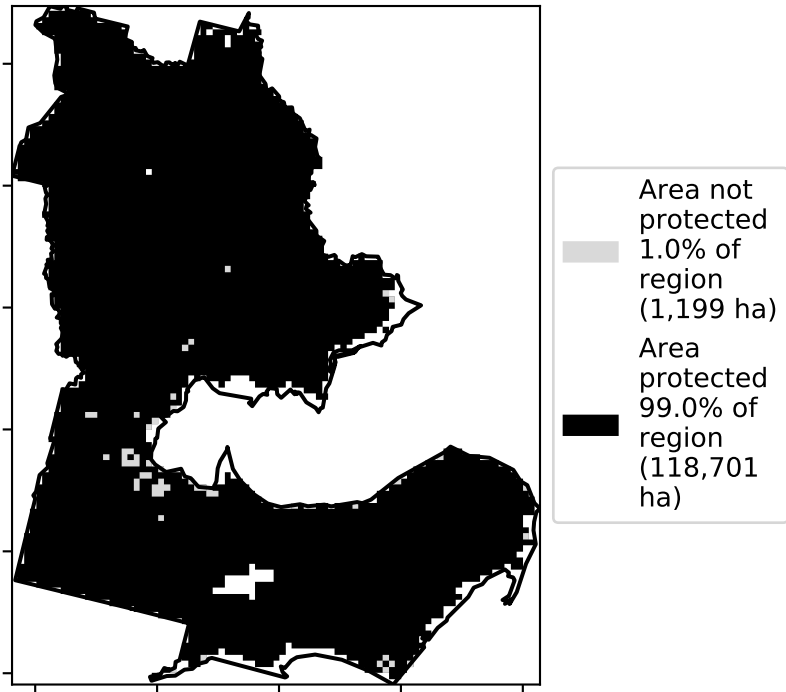 Area not
protected
1.0% of
region
(1,199 ha)
Area
protected
99.0% of
region
(118,701
ha)